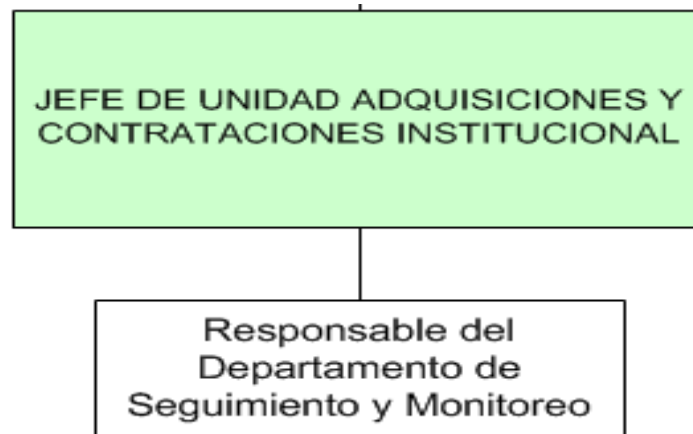 JEFE DE UNIDAD ADQUISICIONES Y
CONTRATACIONES INSTITUCIONAL
Responsable del
Departamento de
Seguimiento y Monitoreo